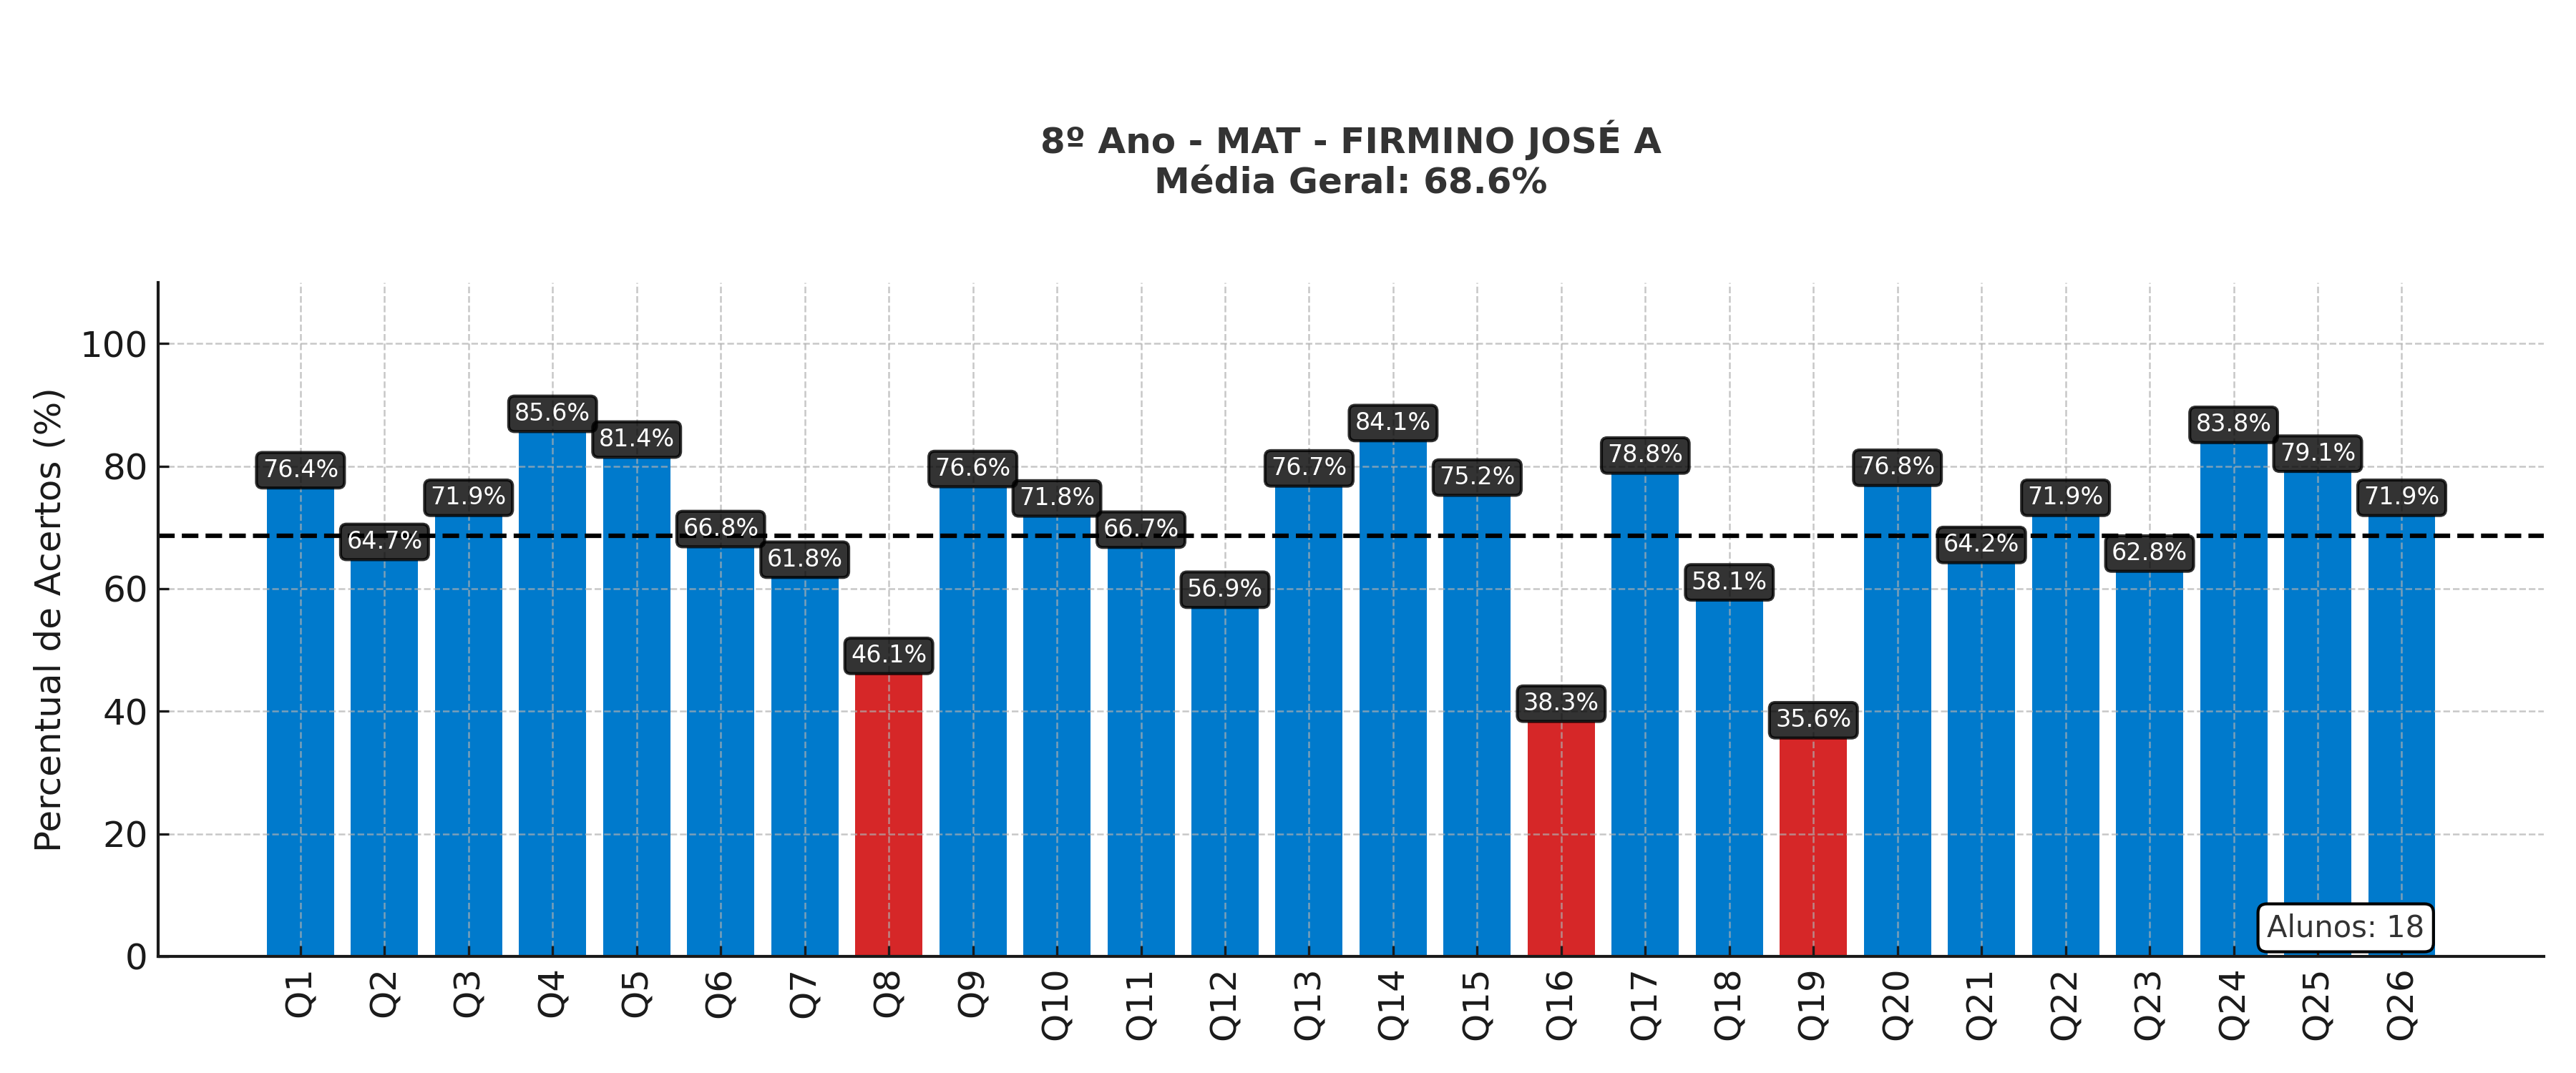 8º Ano - MAT - FIRMINO JOSÉ A
Média Geral: 68.6%
Percentual de Acertos (%)
100
80
60
40
20
0
76.4%
64.7%
71.9%
85.6%
81.4%
66.8%
61.8%
46.1%
76.6%
71.8%
66.7%
56.9%
76.7%
84.1%
75.2%
38.3%
78.8%
58.1%
35.6%
76.8%
64.2%
71.9%
62.8%
83.8%
79.1%
71.9%
Alunos: 18
Q1
Q2
Q3
Q4
Q5
Q6
Q7
Q8
Q9
Q10
Q11
Q12
Q13
Q14
Q15
Q16
Q17
Q18
Q19
Q20
Q21
Q22
Q23
Q24
Q25
Q26